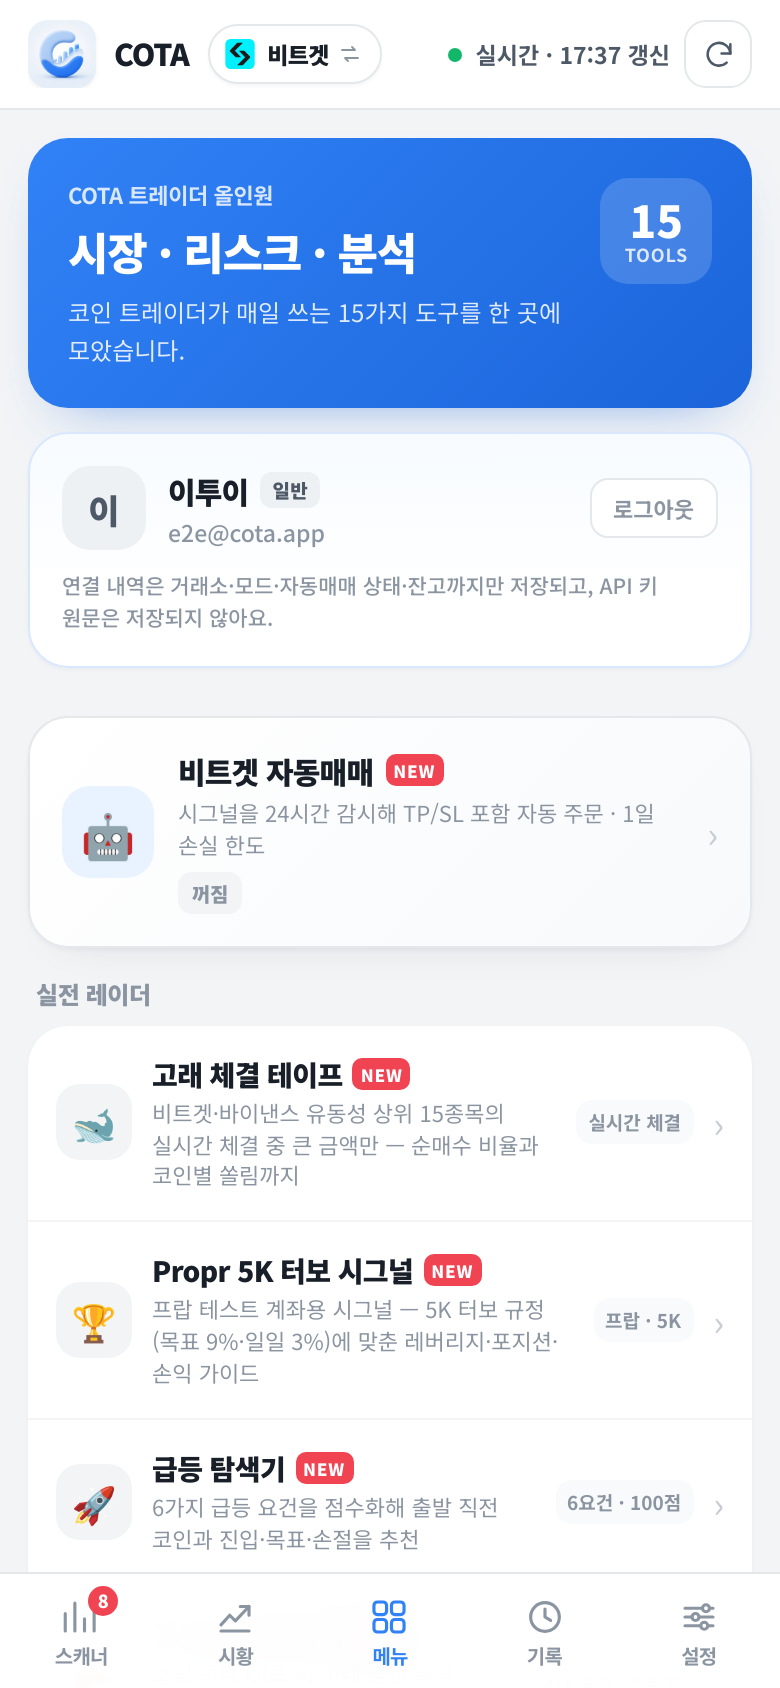 COTA
비트겟
실시간 · 17:37 갱신
COTA 트레이더 올인원
시장 · 리스크 · 분석
코인 트레이더가 매일 쓰는 15가지 도구를 한 곳에
모았습니다.
15
TOOLS
이
이투이
일반
e2e@cota.app
로그아웃
연결 내역은 거래소·모드·자동매매 상태·잔고까지만 저장되고, API 키
원문은 저장되지 않아요.
비트겟 자동매매 NEW
시그널을 24시간 감시해 TP/SL 포함 자동 주문 · 1일
손실 한도
꺼짐
실전 레이더
고래 체결 테이프 NEW
비트겟·바이낸스 유동성 상위 15종목의
실시간 체결 중 큰 금액만 — 순매수 비율과
코인별 쏠림까지
실시간 체결
Propr 5K 터보 시그널 NEW
프랍 테스트 계좌용 시그널 — 5K 터보 규정
(목표 9%·일일 3%)에 맞춘 레버리지·포지션·
손익 가이드
프랍 · 5K
급등 탐색기 NEW
6가지 급등 요건을 점수화해 출발 직전
코인과 진입·목표·손절을 추천
6요건 · 100점
8
스캐너
시황
메뉴
기록
설정